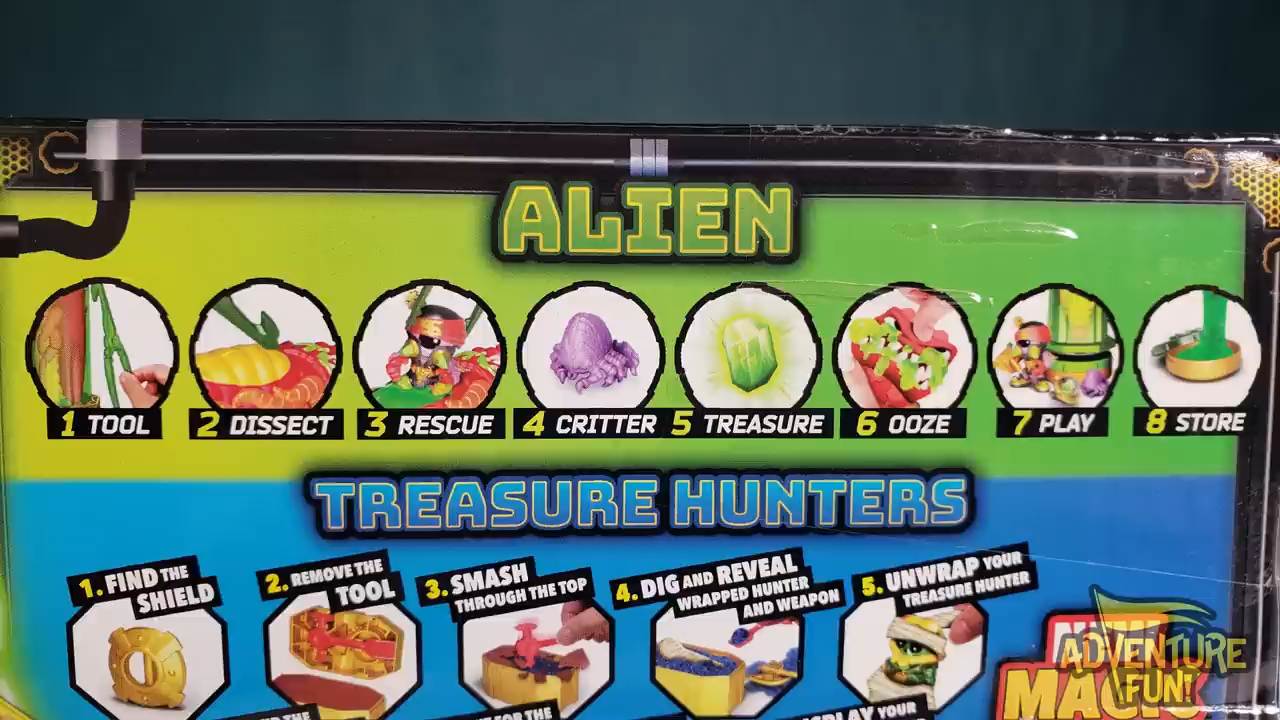 ALIEN
1 TOOL
2 DISSECT
3 RESCUE
4 CRITTER
5 TREASURE
6 OOZE
7 PLAY
8 STORE
TREASURE HUNTERS
1. FIND THE
SHIELD
2. REMOVE THE
TOOL
3. SMASH
THROUGH THE TOP
4. DIG AND REVEAL
WRAPPED HUNTER
AND WEAPON
5. UNWRAP YOUR
TREASURE HUNTER
ADVENTURE
FUN!